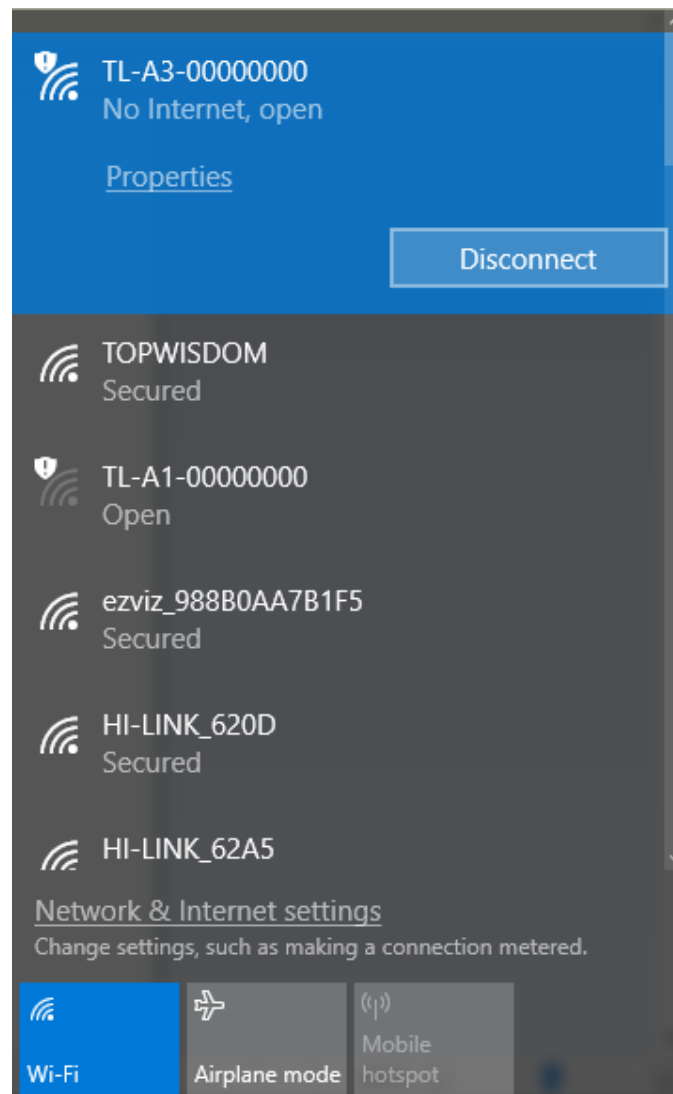 TL-A3-00000000
No Internet, open
Properties
Disconnect
TOPWISDOM
Secured
TL-A1-00000000
Open
ezviz_988B0AA7B1F5
Secured
HI-LINK_620D
Secured
HI-LINK_62A5
Network & Internet settings
Change settings, such as making a connection metered.
Wi-Fi
Airplane mode
Mobile
hotspot